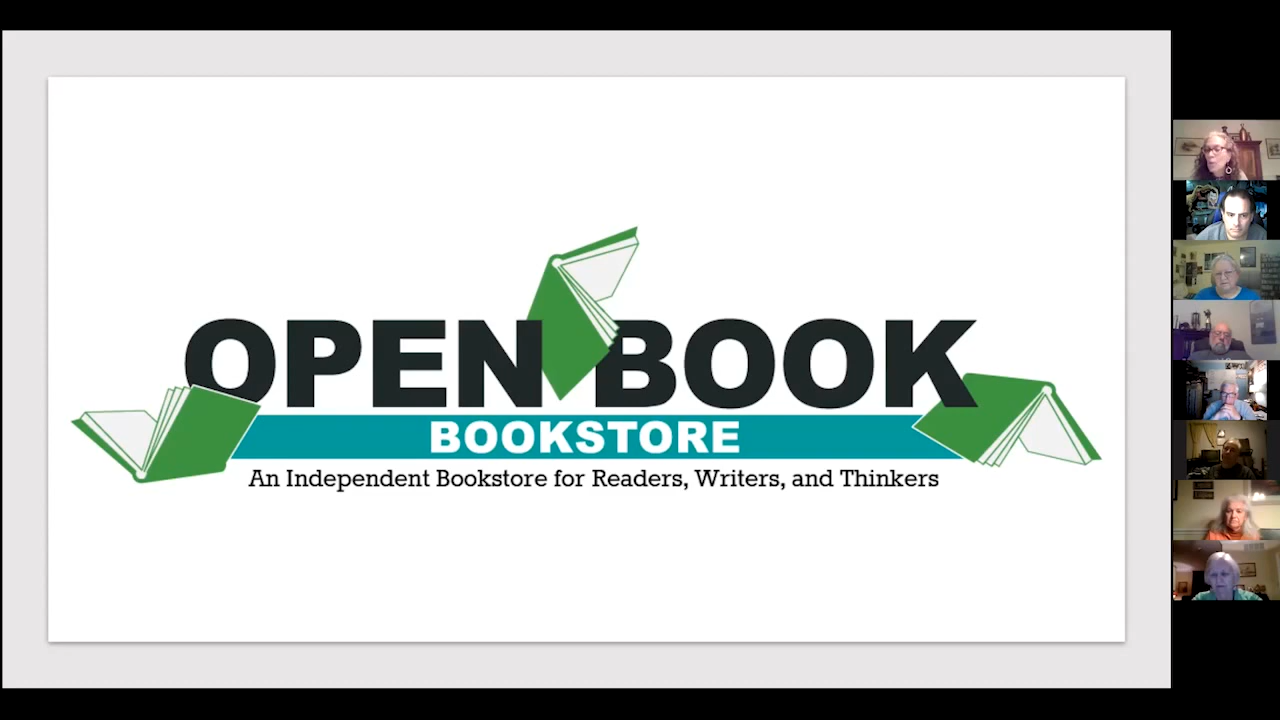 OPEN BOOK
BOOKSTORE
An Independent Bookstore for Readers, Writers, and Thinkers